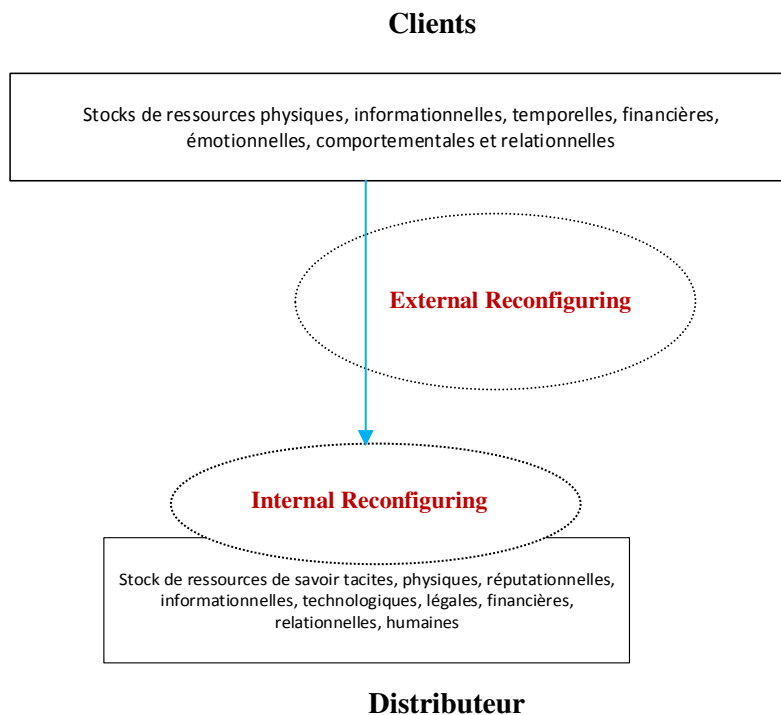 Clients
Stocks de ressources physiques, informationnelles, temporelles, financières,
émotionnelles, comportementales et relationnelles
External Reconfiguring
Internal Reconfiguring
Stock de ressources de savoir tacites, physiques, réputationnelles,
informationnelles, technologiques, légales, financières,
relationnelles, humaines
Distributeur